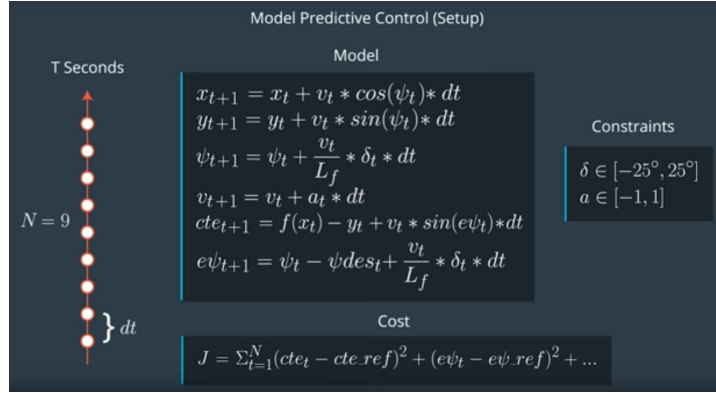 Model Predictive Control (Setup)
T Seconds
N = 9
} dt
Model
x_{t+1} = x_t + v_t * cos(ψ_t) * dt
y_{t+1} = y_t + v_t * sin(ψ_t) * dt
ψ_{t+1} = ψ_t + \frac{v_t}{L_f} * δ_t * dt
v_{t+1} = v_t + a_t * dt
cte_{t+1} = f(x_t) − y_t + v_t * sin(eψ_t) * dt
eψ_{t+1} = ψ_t − ψdes_t + \frac{v_t}{L_f} * δ_t * dt
Constraints
δ ∈ [−25°, 25°]
a ∈ [−1, 1]
Cost
J = Σ_{t=1}^{N} (cte_t − cte_ref)^2 + (eψ_t − eψ_ref)^2 + ...